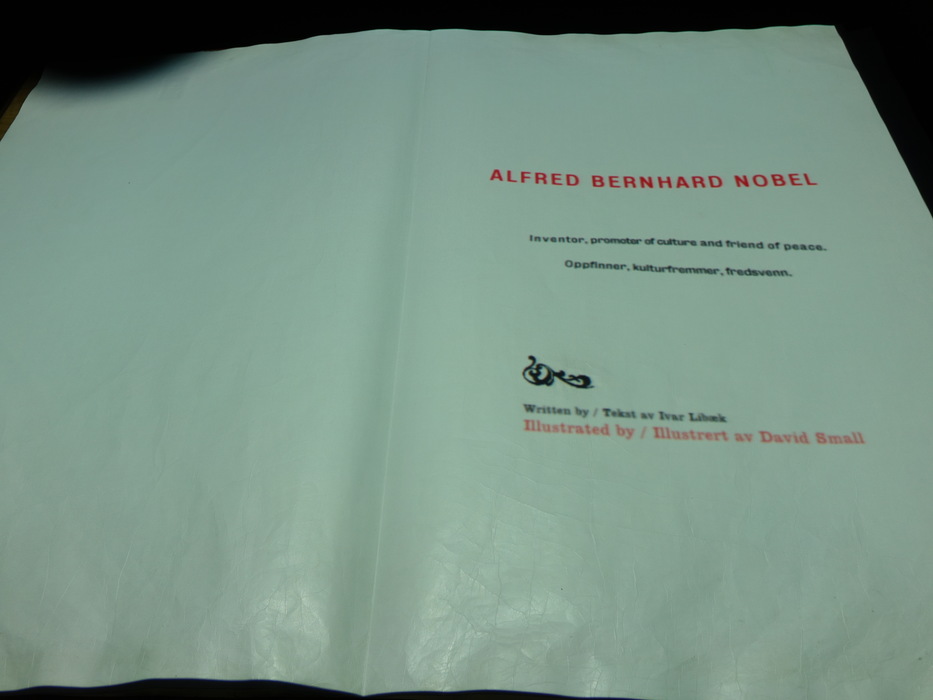 ALFRED BERNHARD NOBEL
Inventor, promoter of culture and friend of peace.
Oppfinner, kulturfremmer, fredsvenn.
Written by / Tekst av Ivar Libæk
Illustrated by / Illustrert av David Small